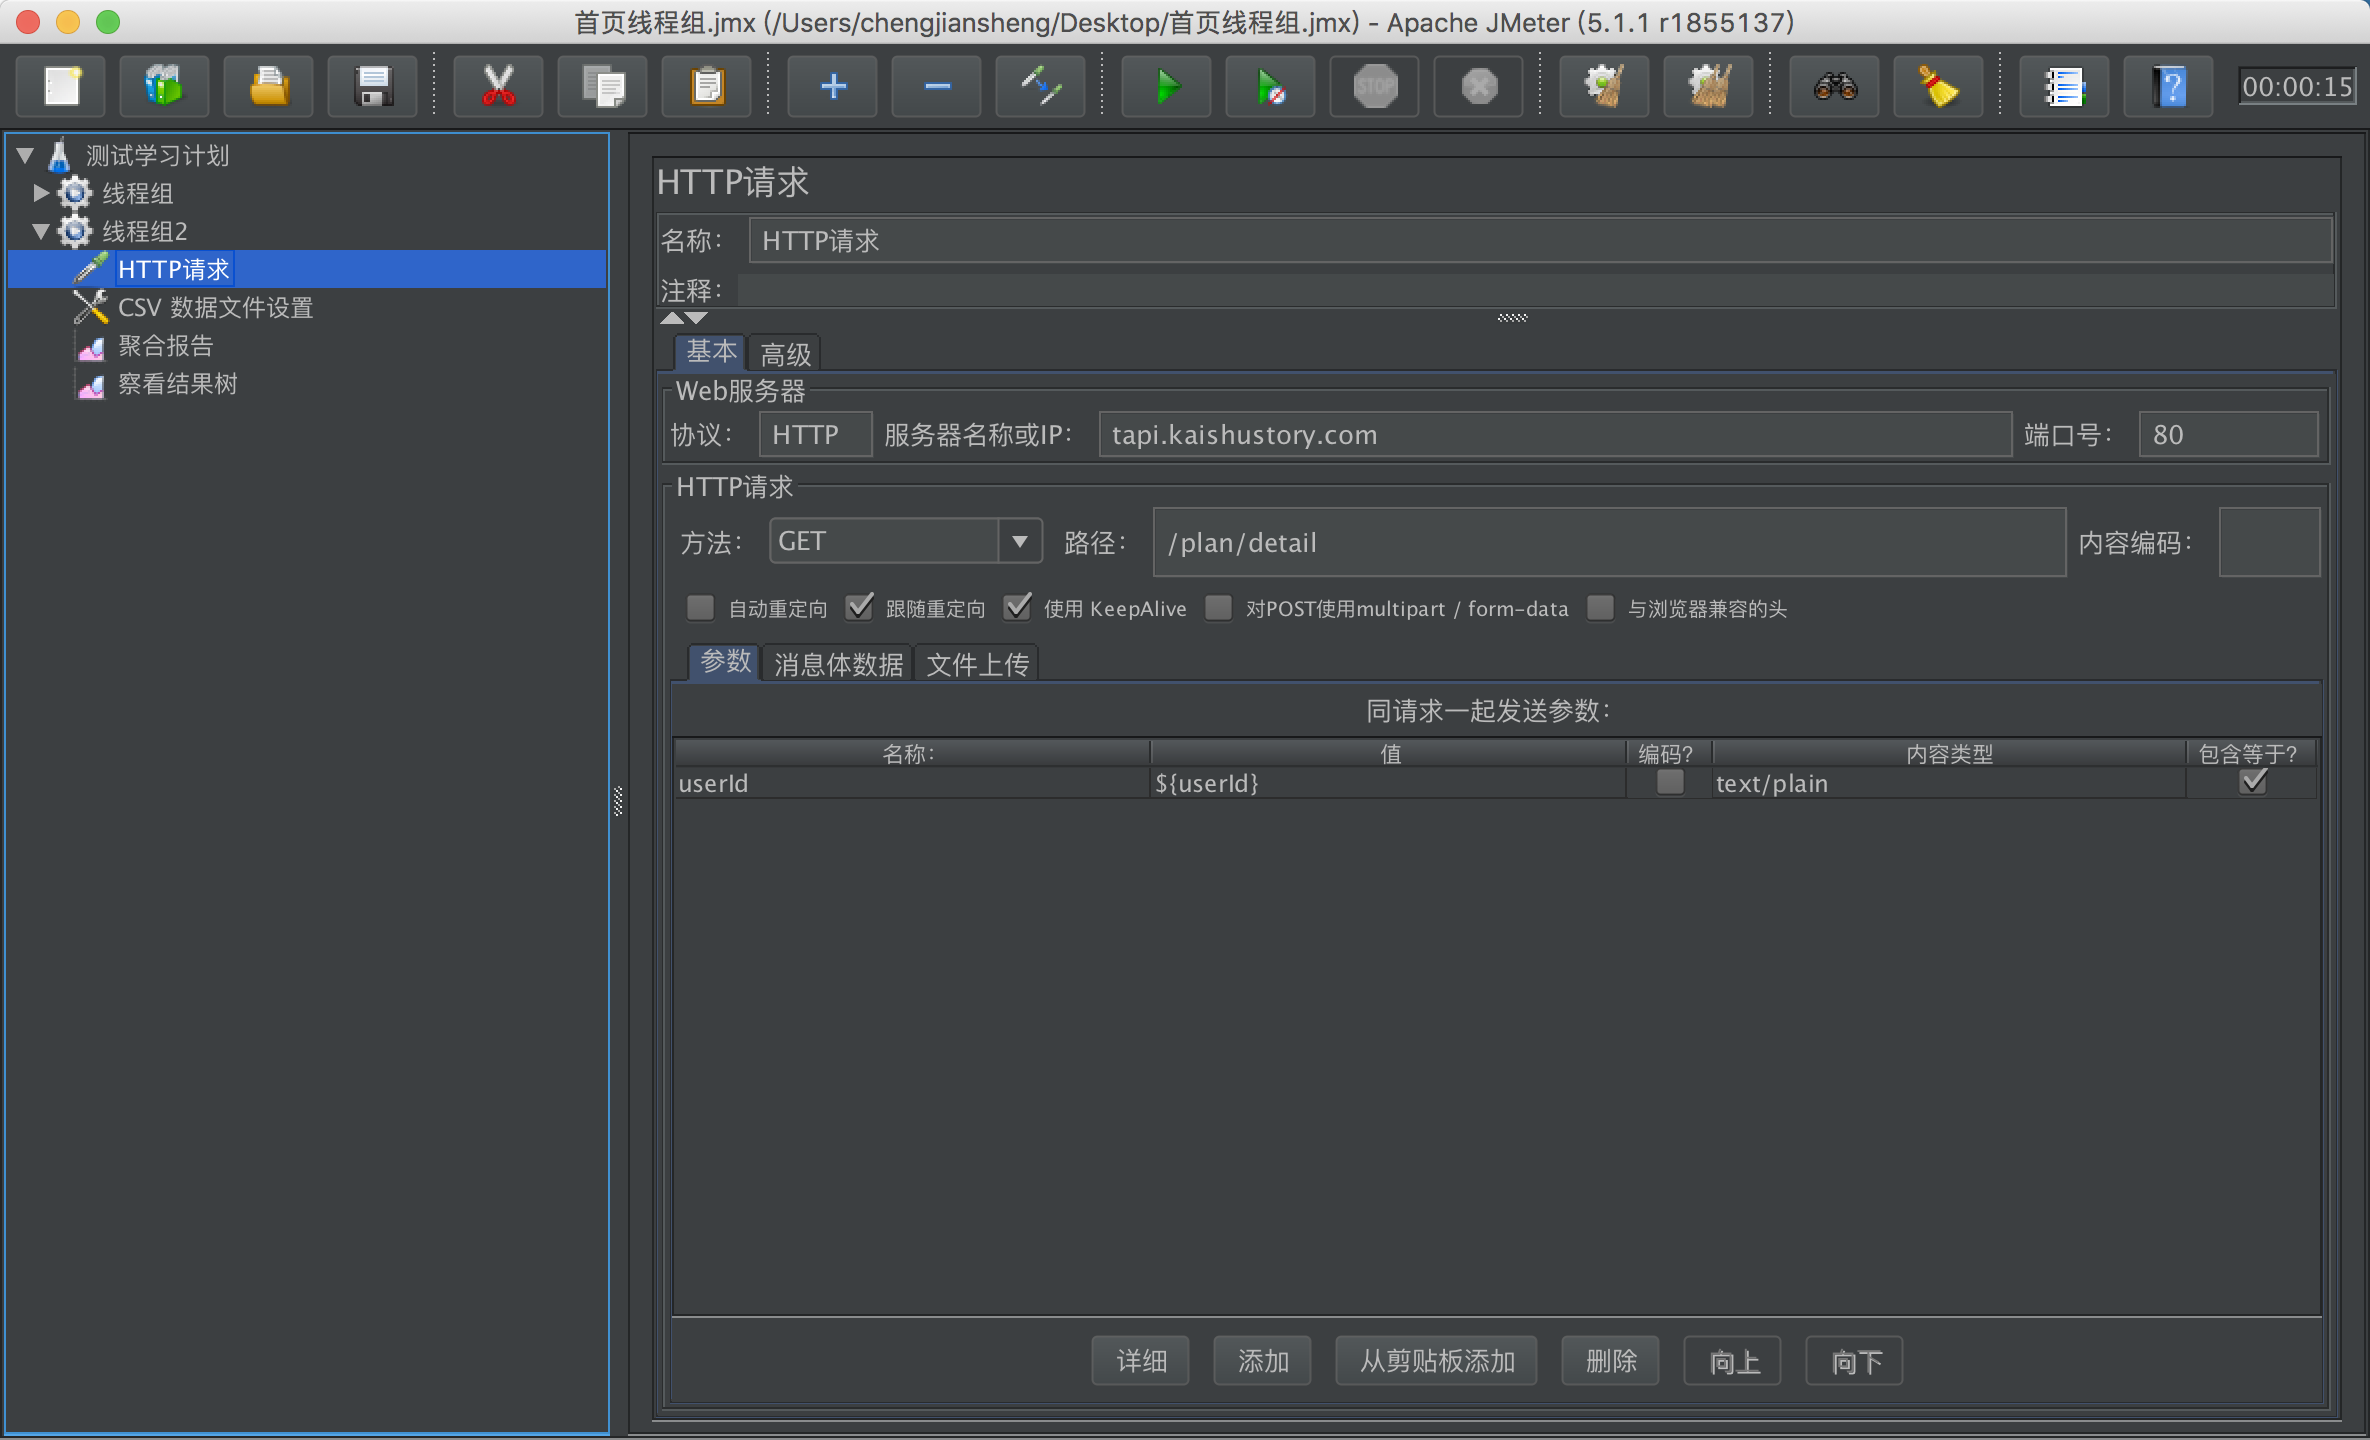 首页线程组.jmx (/Users/chengjiansheng/Desktop/首页线程组.jmx) - Apache JMeter (5.1.1 r1855137)
STOP
00:00:15
测试学习计划
线程组
线程组2
HTTP请求
CSV 数据文件设置
聚合报告
察看结果树
HTTP请求
名称： HTTP请求
注释：
基本 高级
Web服务器
协议： HTTP 服务器名称或IP： tapi.kaishustory.com 端口号： 80
HTTP请求
方法： GET 路径： /plan/detail 内容编码：
自动重定向 跟随重定向 使用 KeepAlive 对POST使用multipart / form-data 与浏览器兼容的头
参数 消息体数据 文件上传
同请求一起发送参数：
名称： 值 编码? 内容类型 包含等于?
userId ${userId} text/plain
详细 添加 从剪贴板添加 删除 向上 向下